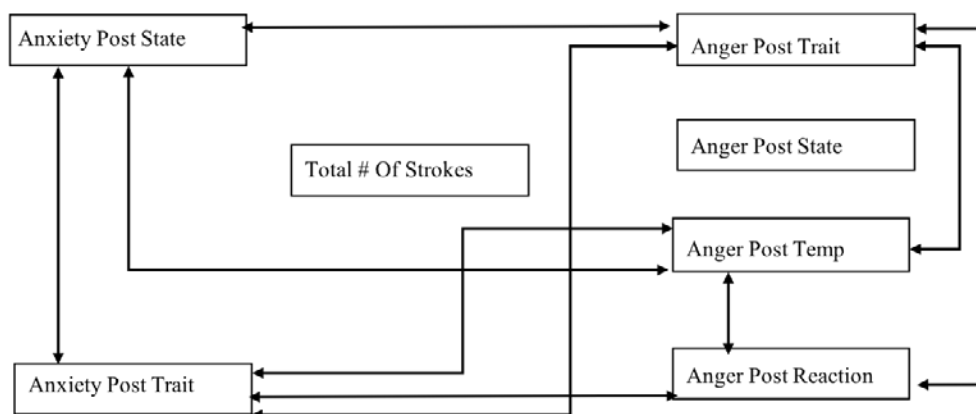 Anxiety Post State
Anger Post Trait
Anger Post State
Total # Of Strokes
Anger Post Temp
Anxiety Post Trait
Anger Post Reaction